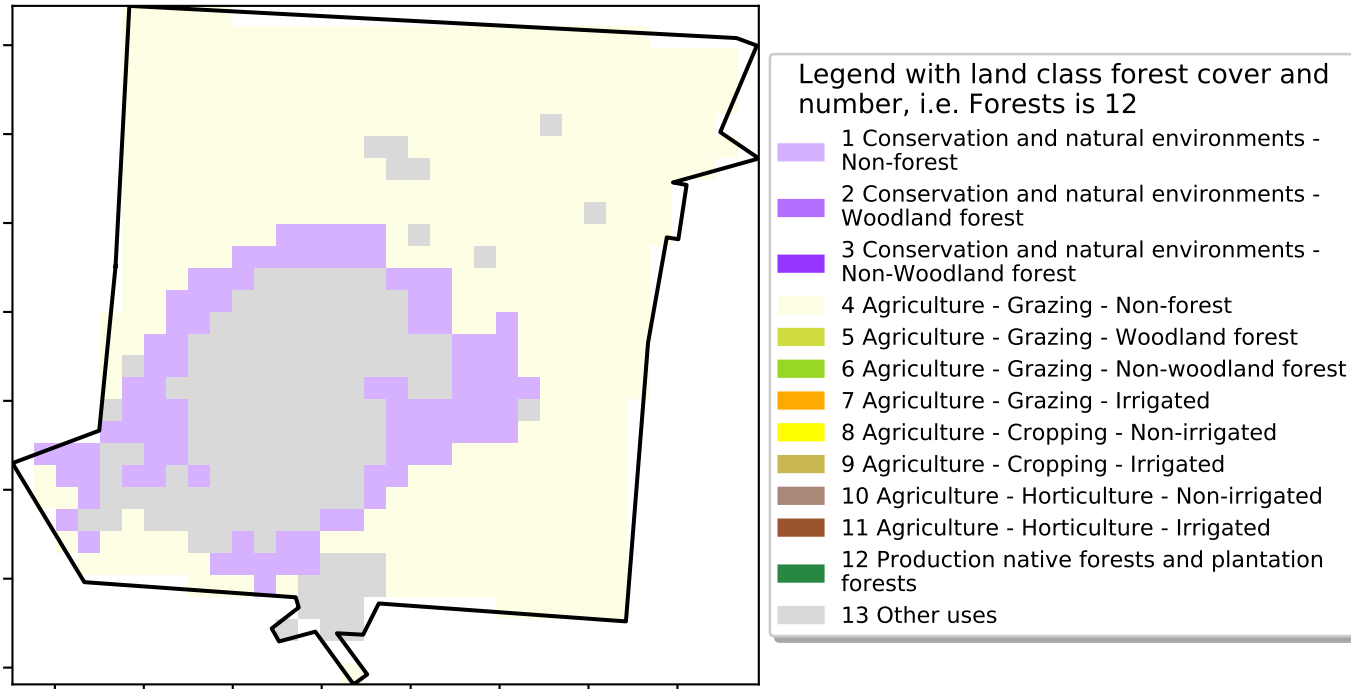 Legend with land class forest cover and
number, i.e. Forests is 12
1 Conservation and natural environments -
Non-forest
2 Conservation and natural environments -
Woodland forest
3 Conservation and natural environments -
Non-Woodland forest
4 Agriculture - Grazing - Non-forest
5 Agriculture - Grazing - Woodland forest
6 Agriculture - Grazing - Non-woodland forest
7 Agriculture - Grazing - Irrigated
8 Agriculture - Cropping - Non-irrigated
9 Agriculture - Cropping - Irrigated
10 Agriculture - Horticulture - Non-irrigated
11 Agriculture - Horticulture - Irrigated
12 Production native forests and plantation
forests
13 Other uses